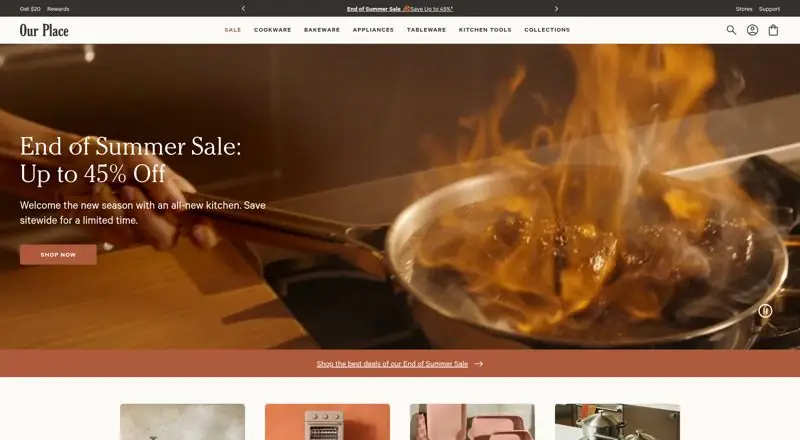 Get $20 Rewards
End of Summer Sale 🍂Save Up to 45%*
Stores Support
Our Place
SALE COOKWARE BAKEWARE APPLIANCES TABLEWARE KITCHEN TOOLS COLLECTIONS
End of Summer Sale:
Up to 45% Off
Welcome the new season with an all-new kitchen. Save
sitewide for a limited time.
SHOP NOW
Shop the best deals of our End of Summer Sale